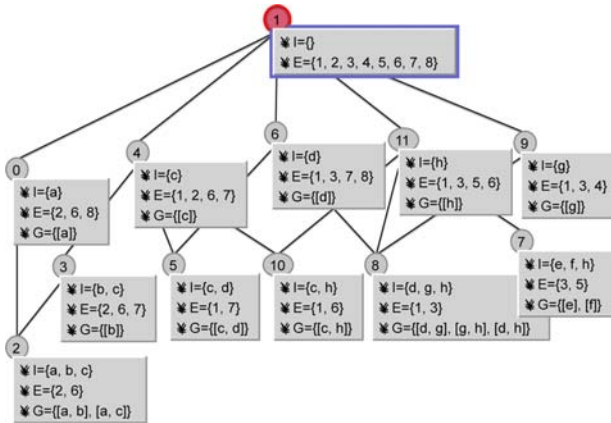 1
I={}
E={1, 2, 3, 4, 5, 6, 7, 8}
0
I={a}
E={2, 6, 8}
G={[a]}
4
I={c}
E={1, 2, 6, 7}
G={[c]}
6
I={d}
E={1, 3, 7, 8}
G={[d]}
11
I={h}
E={1, 3, 5, 6}
G={[h]}
9
I={g}
E={1, 3, 4}
G={[g]}
3
I={b, c}
E={2, 6, 7}
G={[b]}
5
I={c, d}
E={1, 7}
G={[c, d]}
10
I={c, h}
E={1, 6}
G={[c, h]}
8
I={d, g, h}
E={1, 3}
G={[d, g], [g, h], [d, h]}
7
I={e, f, h}
E={3, 5}
G={[e], [f]}
2
I={a, b, c}
E={2, 6}
G={[a, b], [a, c]}